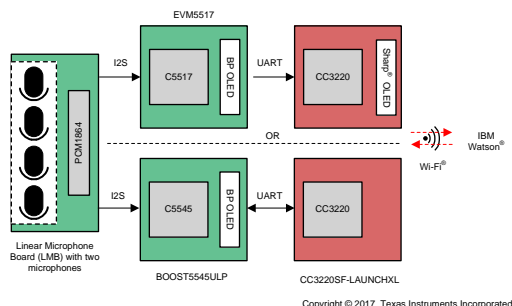 EVM5517
I2S
C5517
BP OLED
UART
CC3220
Sharp® OLED
PCM1864
OR
IBM
Watson®
Wi-Fi®
I2S
C5545
BP OLED
UART
CC3220
Linear Microphone
Board (LMB) with two
microphones
BOOST5545ULP
CC3220SF-LAUNCHXL
Copyright © 2017, Texas Instruments Incorporated